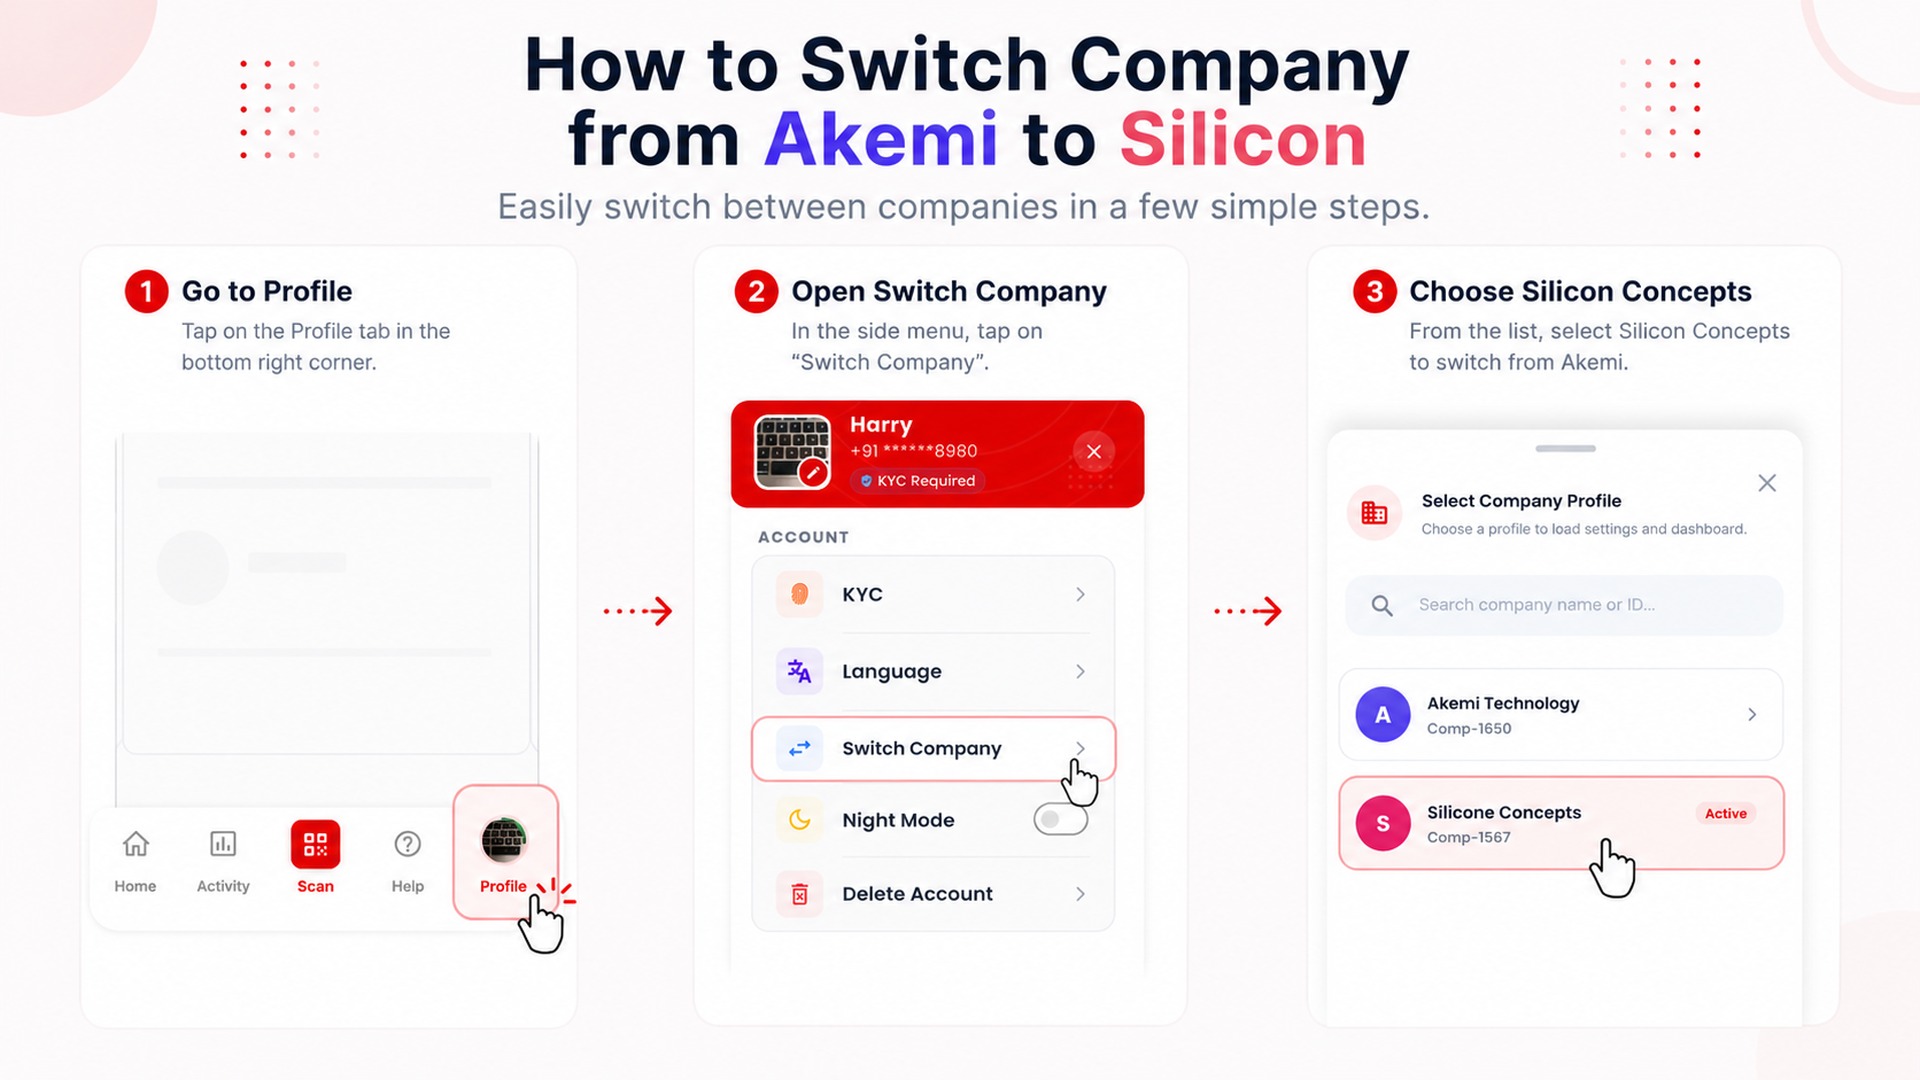 How to Switch Company
from Akemi to Silicon
Easily switch between companies in a few simple steps.
1 Go to Profile
Tap on the Profile tab in the
bottom right corner.
Home
Activity
Scan
Help
Profile
2 Open Switch Company
In the side menu, tap on
“Switch Company”.
Harry
+91 ******8980
KYC Required
ACCOUNT
KYC
Language
Switch Company
Night Mode
Delete Account
3 Choose Silicon Concepts
From the list, select Silicon Concepts
to switch from Akemi.
Select Company Profile
Choose a profile to load settings and dashboard.
Search company name or ID...
A
Akemi Technology
Comp-1650
S
Silicone Concepts
Active
Comp-1567